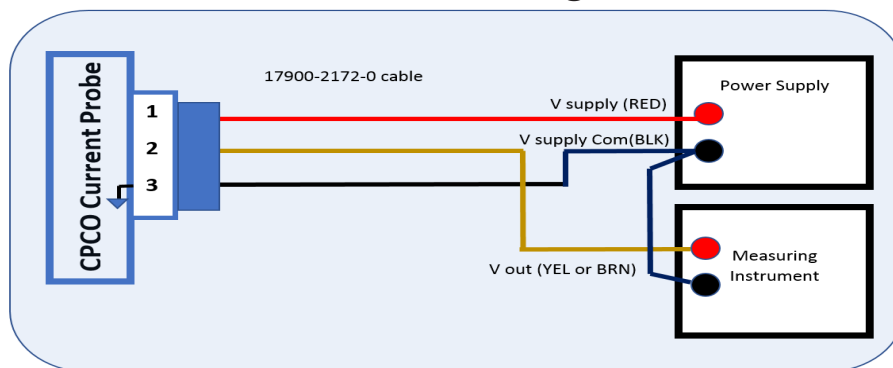 17900-2172-0 cable
CPCO Current Probe
1
2
3
V supply (RED)
V supply Com(BLK)
V out (YEL or BRN)
Power Supply
Measuring
Instrument